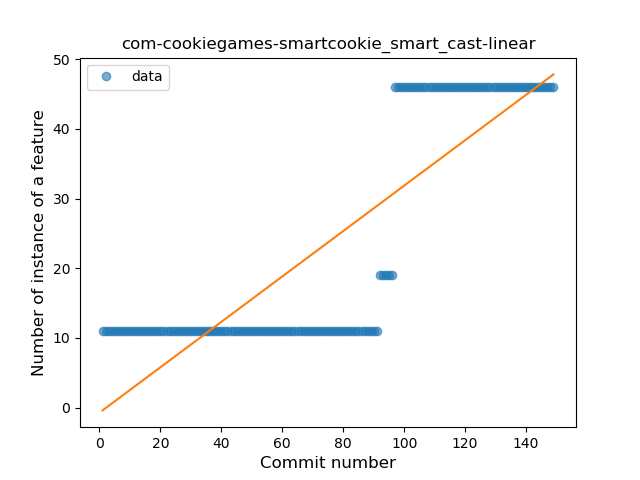 com-cookiegames-smartcookie_smart_cast-linear
data
Number of instance of a feature
50
40
30
20
10
0
0 20 40 60 80 100 120 140
Commit number